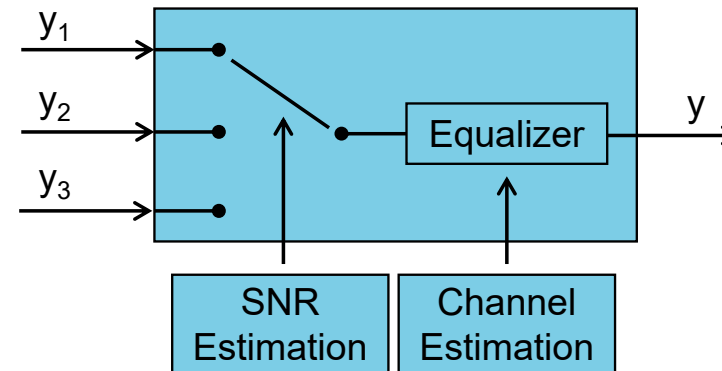 y₁
y₂
y₃
Equalizer
y
SNR
Estimation
Channel
Estimation